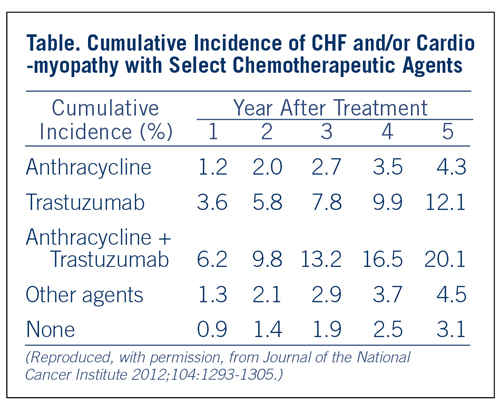 Table. Cumulative Incidence of CHF and/or Cardio
-myopathy with Select Chemotherapeutic Agents
Cumulative Year After Treatment
Incidence (%) 1 2 3 4 5
Anthracycline 1.2 2.0 2.7 3.5 4.3
Trastuzumab 3.6 5.8 7.8 9.9 12.1
Anthracycline +
Trastuzumab 6.2 9.8 13.2 16.5 20.1
Other agents 1.3 2.1 2.9 3.7 4.5
None 0.9 1.4 1.9 2.5 3.1
(Reproduced, with permission, from Journal of the National
Cancer Institute 2012;104:1293-1305.)